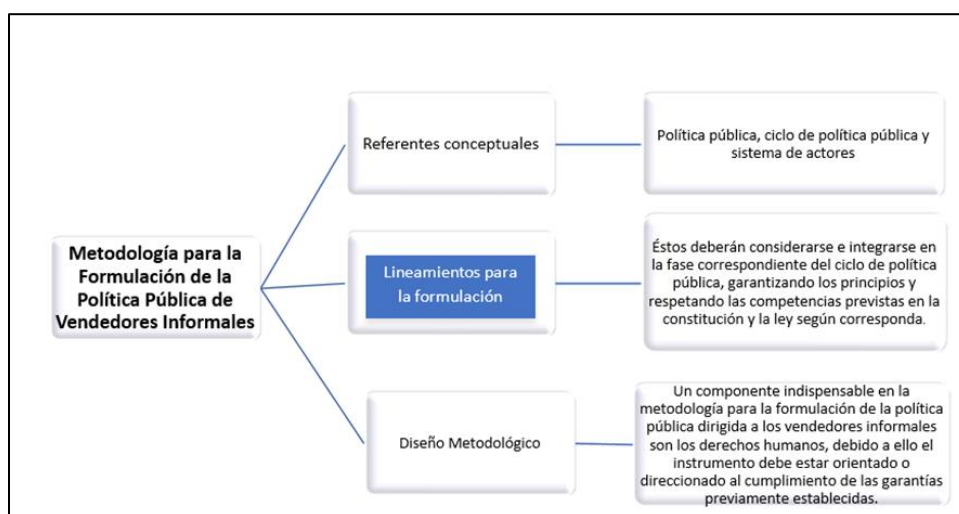 Metodología para la
Formulación de la
Política Pública de
Vendedores Informales
Referentes conceptuales
Política pública, ciclo de política pública y
sistema de actores
Lineamientos para
la formulación
Éstos deberán considerarse e integrarse en
la fase correspondiente del ciclo de política
pública, garantizando los principios y
respetando las competencias previstas en la
constitución y la ley según corresponda.
Diseño Metodológico
Un componente indispensable en la
metodología para la formulación de la política
pública dirigida a los vendedores informales
son los derechos humanos, debido a ello el
instrumento debe estar orientado o
direccionado al cumplimiento de las garantías
previamente establecidas.